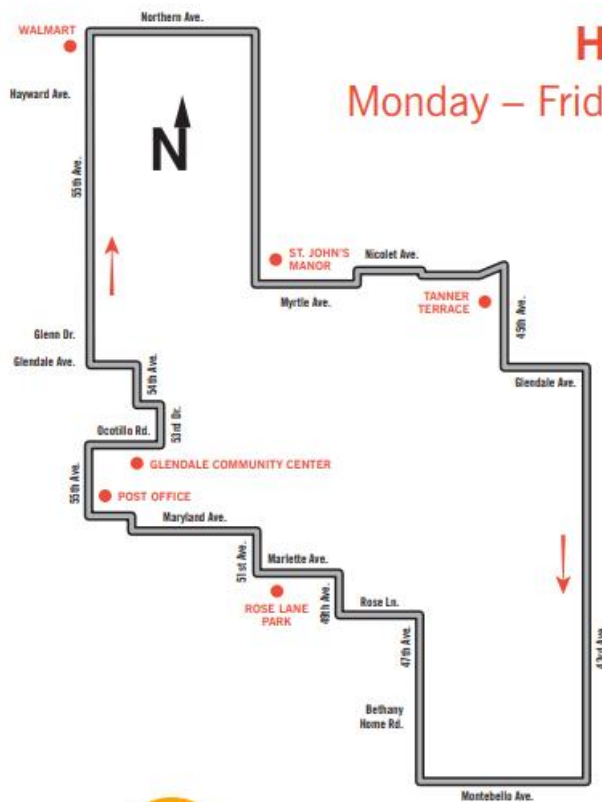 Northern Ave.
WALMART
H
Monday – Frid
Hayward Ave.
N
55th Ave.
ST. JOHN'S
MANOR
Nicolet Ave.
Myrtle Ave.
TANNER
TERRACE
45th Ave.
Glenn Dr.
Glendale Ave.
54th Ave.
Glendale Ave.
53rd Dr.
Ocotillo Rd.
GLENDALE COMMUNITY CENTER
55th Ave.
POST OFFICE
Maryland Ave.
51st Ave.
Marlette Ave.
ROSE LANE
PARK
49th Ave.
Rose Ln.
47th Ave.
43rd Ave.
Bethany
Home Rd.
Montebello Ave.